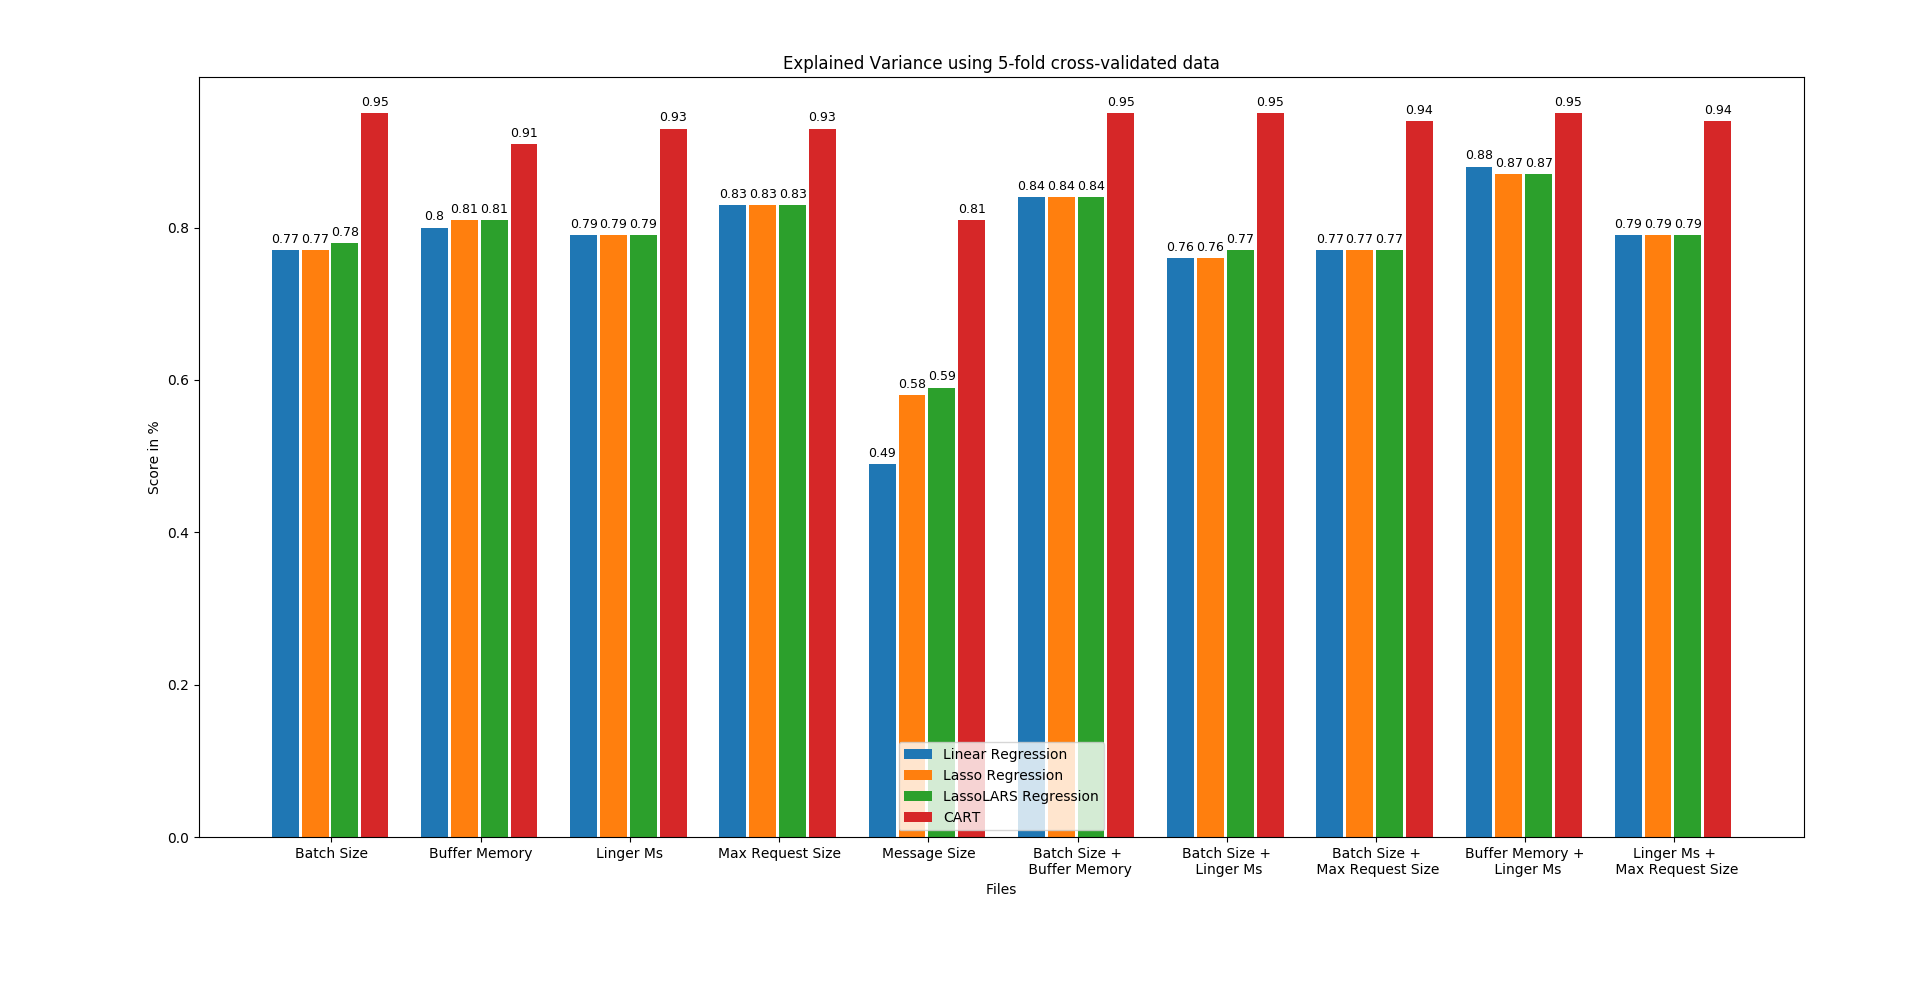 Explained Variance using 5-fold cross-validated data
0.77 0.77 0.78 0.95
0.8 0.81 0.81 0.91
0.79 0.79 0.79 0.93
0.83 0.83 0.83 0.93
0.49 0.58 0.59 0.81
0.84 0.84 0.84 0.95
0.76 0.76 0.77 0.95
0.77 0.77 0.77 0.94
0.88 0.87 0.87 0.95
0.79 0.79 0.79 0.94
Score in %
0.8
0.6
0.4
0.2
0.0
Linear Regression
Lasso Regression
LassoLARS Regression
CART
Batch Size
Buffer Memory
Linger Ms
Max Request Size
Message Size
Batch Size +
Buffer Memory
Batch Size +
Linger Ms
Batch Size +
Max Request Size
Buffer Memory +
Linger Ms
Linger Ms +
Max Request Size
Files